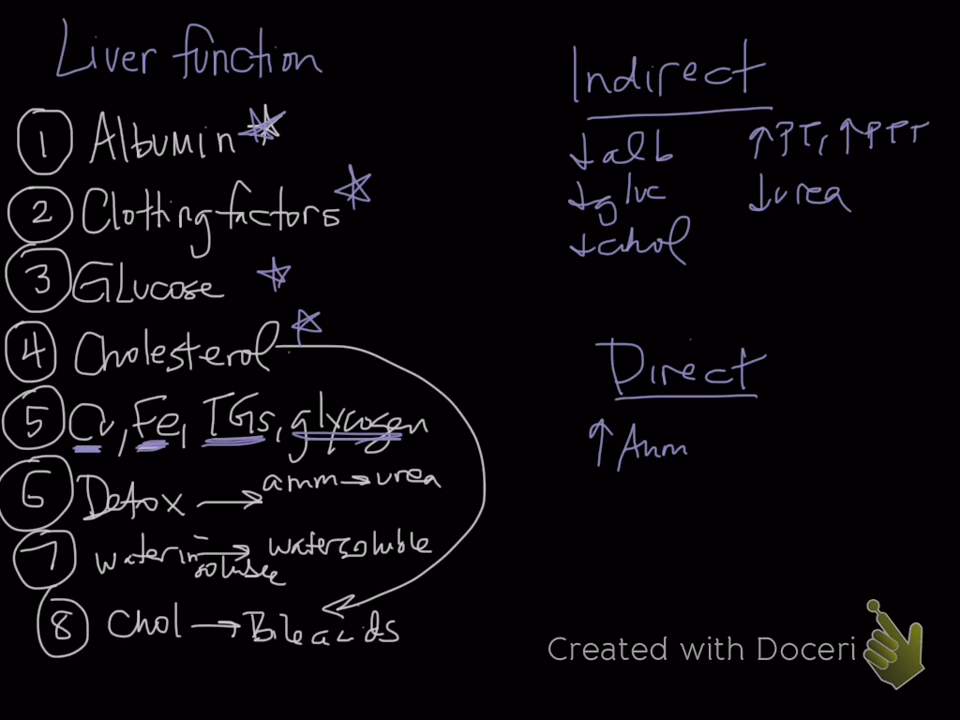 Liver function
① Albumin
② Clotting factors
③ Glucose
④ Cholesterol
⑤ Cu, Fe, TGs, glycogen
⑥ Detox → amm → urea
⑦ water insoluble → watersoluble
⑧ Chol → Bile acids
Indirect
↓alb ↑PT, ↑PTT
↓gluc ↓urea
↓chol
Direct
↑Amm
Created with Doceri